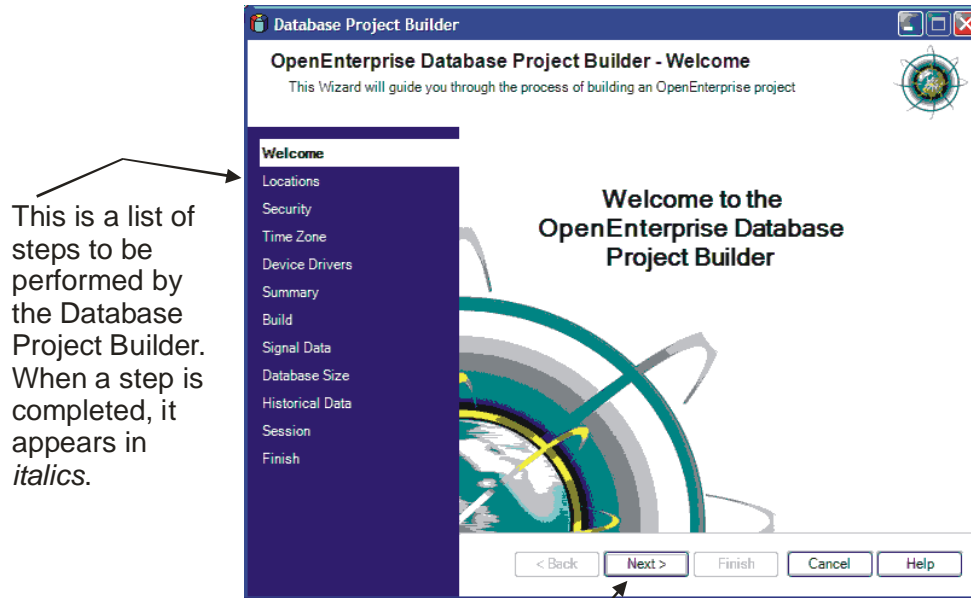 Database Project Builder
OpenEnterprise Database Project Builder - Welcome
This Wizard will guide you through the process of building an OpenEnterprise project
This is a list of
steps to be
performed by
the Database
Project Builder.
When a step is
completed, it
appears in
italics.
Welcome
Locations
Security
Time Zone
Device Drivers
Summary
Build
Signal Data
Database Size
Historical Data
Session
Finish
Welcome to the
OpenEnterprise Database
Project Builder
< Back
Next >
Finish
Cancel
Help